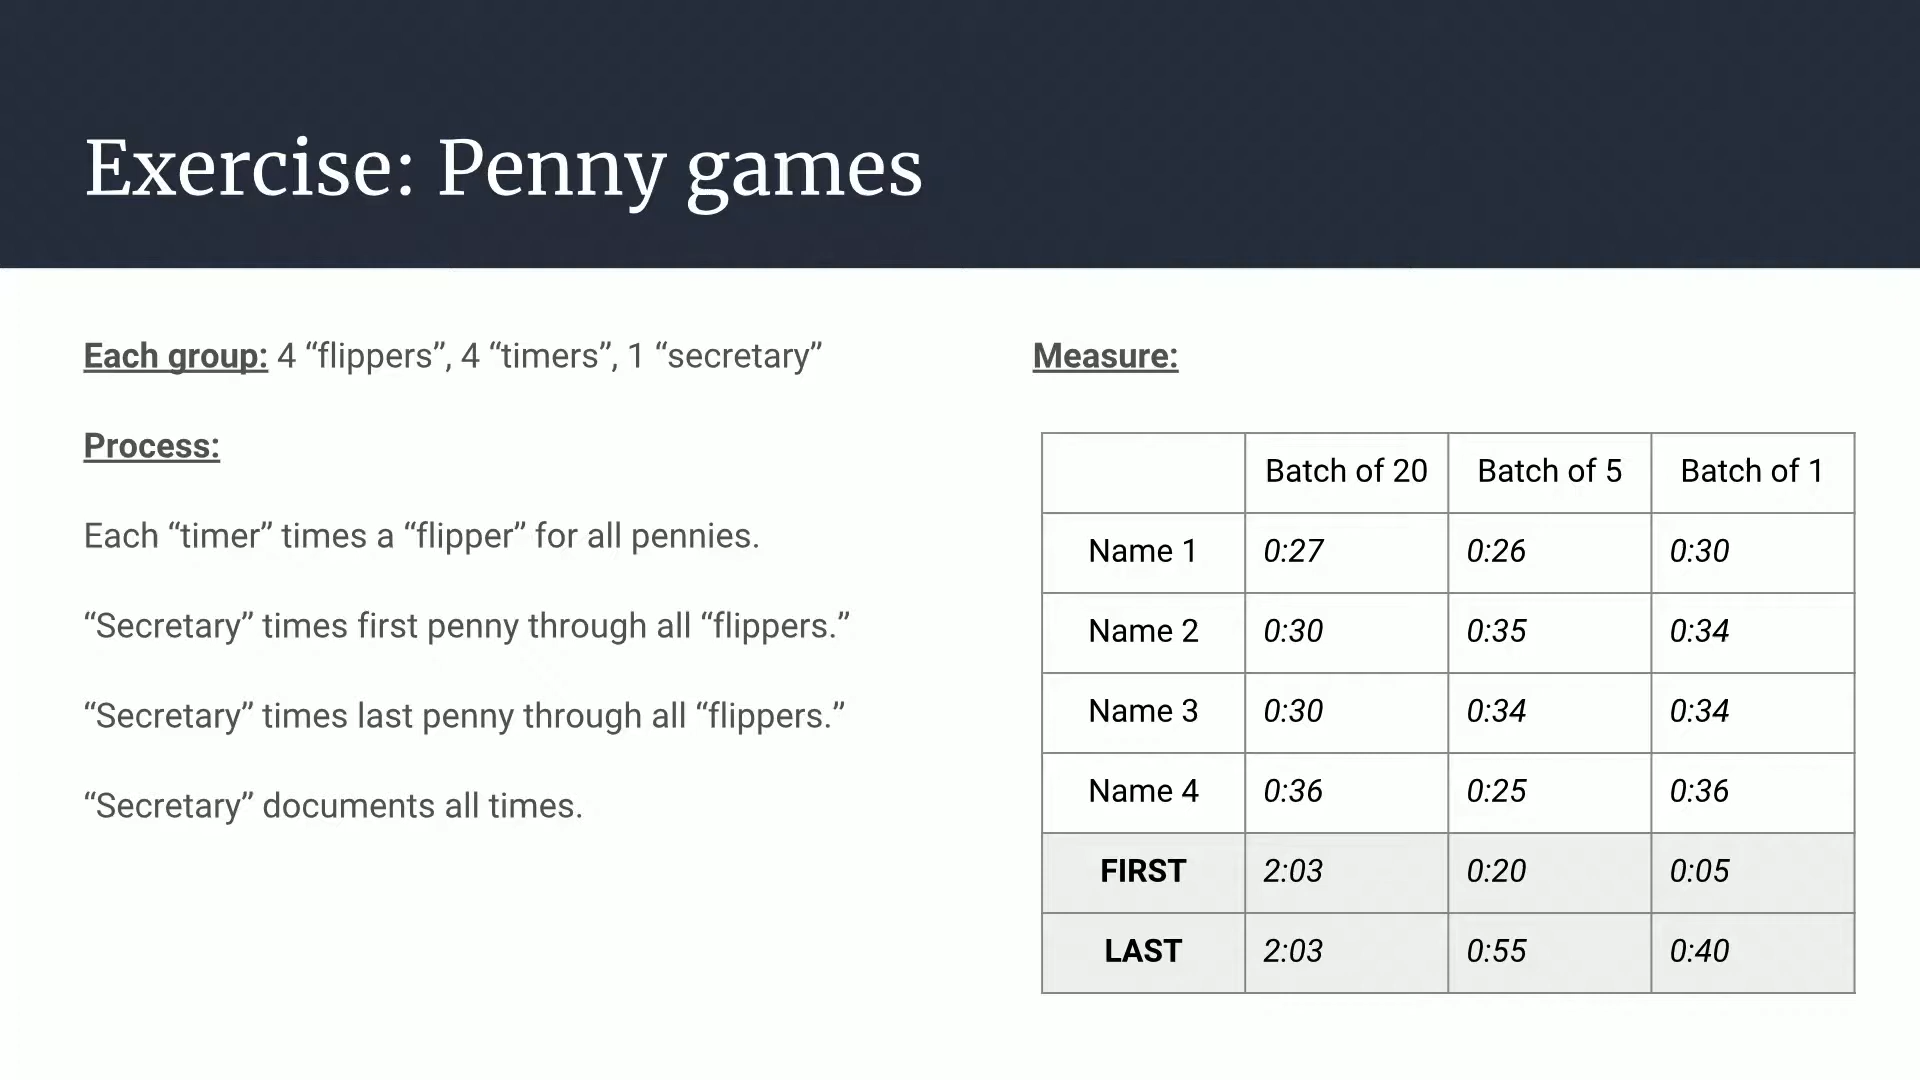 Exercise: Penny games
Each group: 4 “flippers”, 4 “timers”, 1 “secretary”
Process:
Each “timer” times a “flipper” for all pennies.
“Secretary” times first penny through all “flippers.”
“Secretary” times last penny through all “flippers.”
“Secretary” documents all times.
Measure:
Batch of 20 Batch of 5 Batch of 1
Name 1 0:27 0:26 0:30
Name 2 0:30 0:35 0:34
Name 3 0:30 0:34 0:34
Name 4 0:36 0:25 0:36
FIRST 2:03 0:20 0:05
LAST 2:03 0:55 0:40